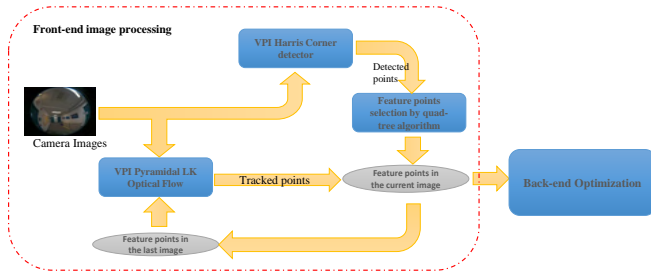 Front-end image processing
VPI Harris Corner
detector
Detected
points
Feature points
selection by quad-
tree algorithm
Camera Images
VPI Pyramidal LK
Optical Flow
Tracked points
Feature points
in the current image
Back-end Optimization
Feature points in
the last image